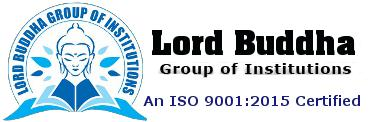 LORD BUDDHA GROUP OF INSTITUTIONS
Lord Buddha
Group of Institutions
An ISO 9001:2015 Certified